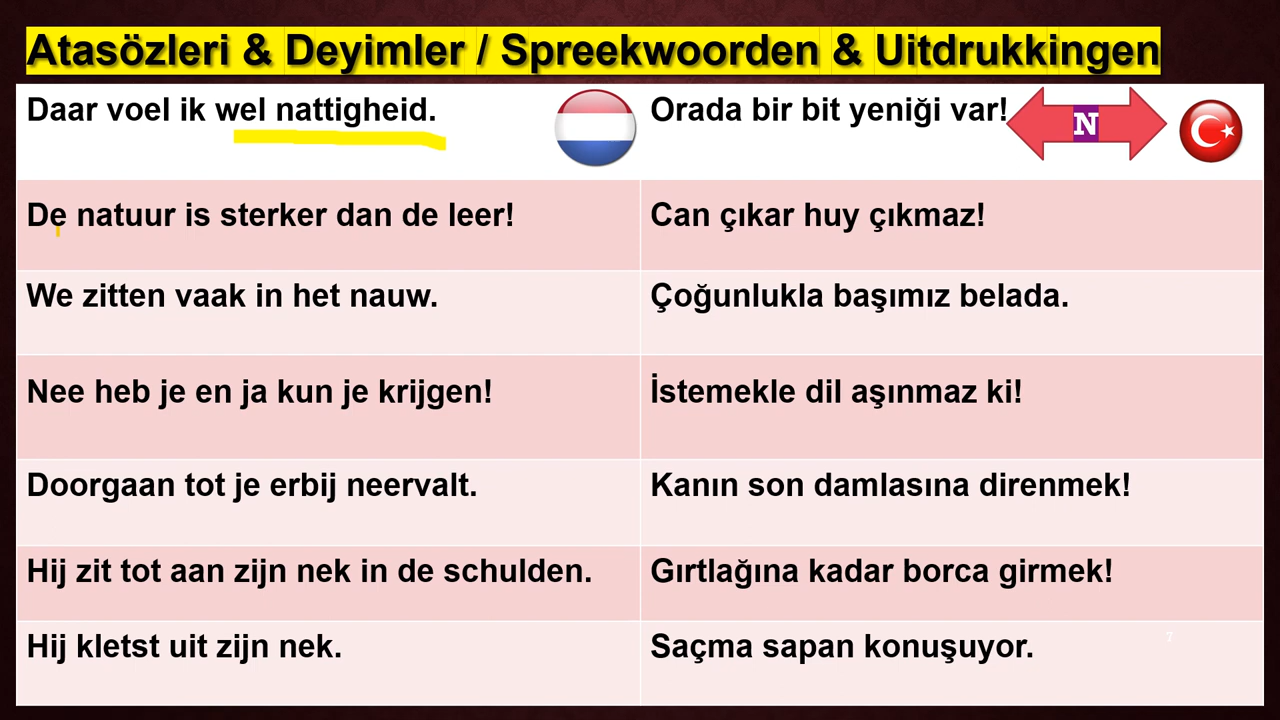 Atasözleri & Deyimler / Spreekwoorden & Uitdrukkingen
Daar voel ik wel nattigheid.
Orada bir bit yeniği var!
N
De natuur is sterker dan de leer!
Can çıkar huy çıkmaz!
We zitten vaak in het nauw.
Çoğunlukla başımız belada.
Nee heb je en ja kun je krijgen!
İstemekle dil aşınmaz ki!
Doorgaan tot je erbij neervalt.
Kanın son damlasına direnmek!
Hij zit tot aan zijn nek in de schulden.
Gırtlağına kadar borca girmek!
Hij kletst uit zijn nek.
Saçma sapan konuşuyor.
7